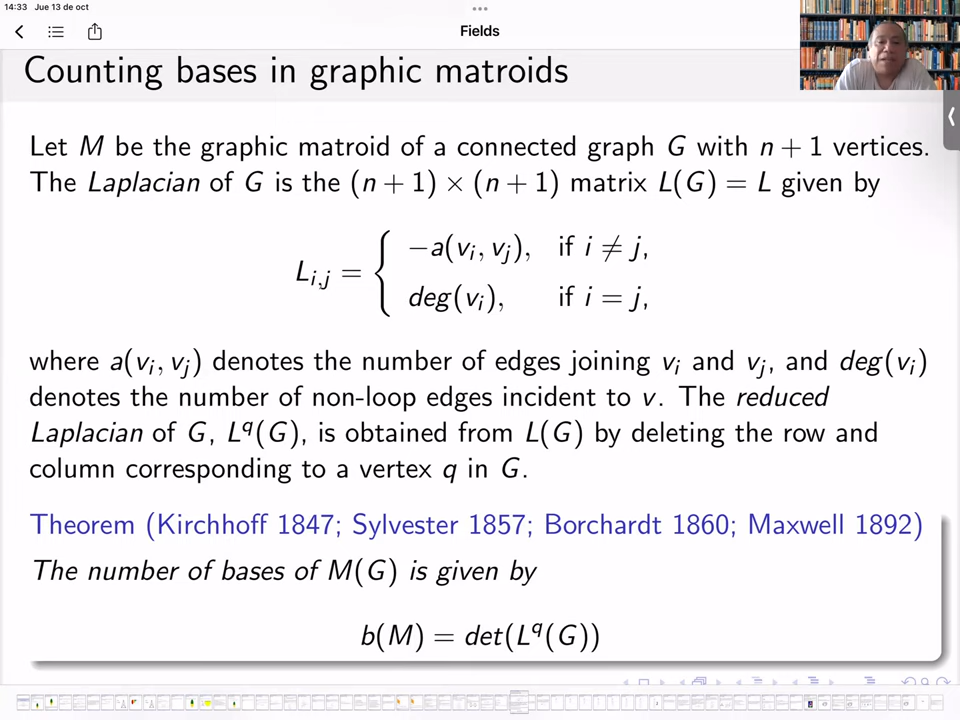 14:33 Jue 13 de oct
Fields
Counting bases in graphic matroids
Let M be the graphic matroid of a connected graph G with n + 1 vertices.
The Laplacian of G is the (n + 1) × (n + 1) matrix L(G) = L given by
L_{i,j} = { −a(v_i, v_j), if i ≠ j,
deg(v_i), if i = j,
where a(v_i, v_j) denotes the number of edges joining v_i and v_j, and deg(v_i)
denotes the number of non-loop edges incident to v. The reduced
Laplacian of G, L^q(G), is obtained from L(G) by deleting the row and
column corresponding to a vertex q in G.
Theorem (Kirchhoff 1847; Sylvester 1857; Borchardt 1860; Maxwell 1892)
The number of bases of M(G) is given by
b(M) = det(L^q(G))